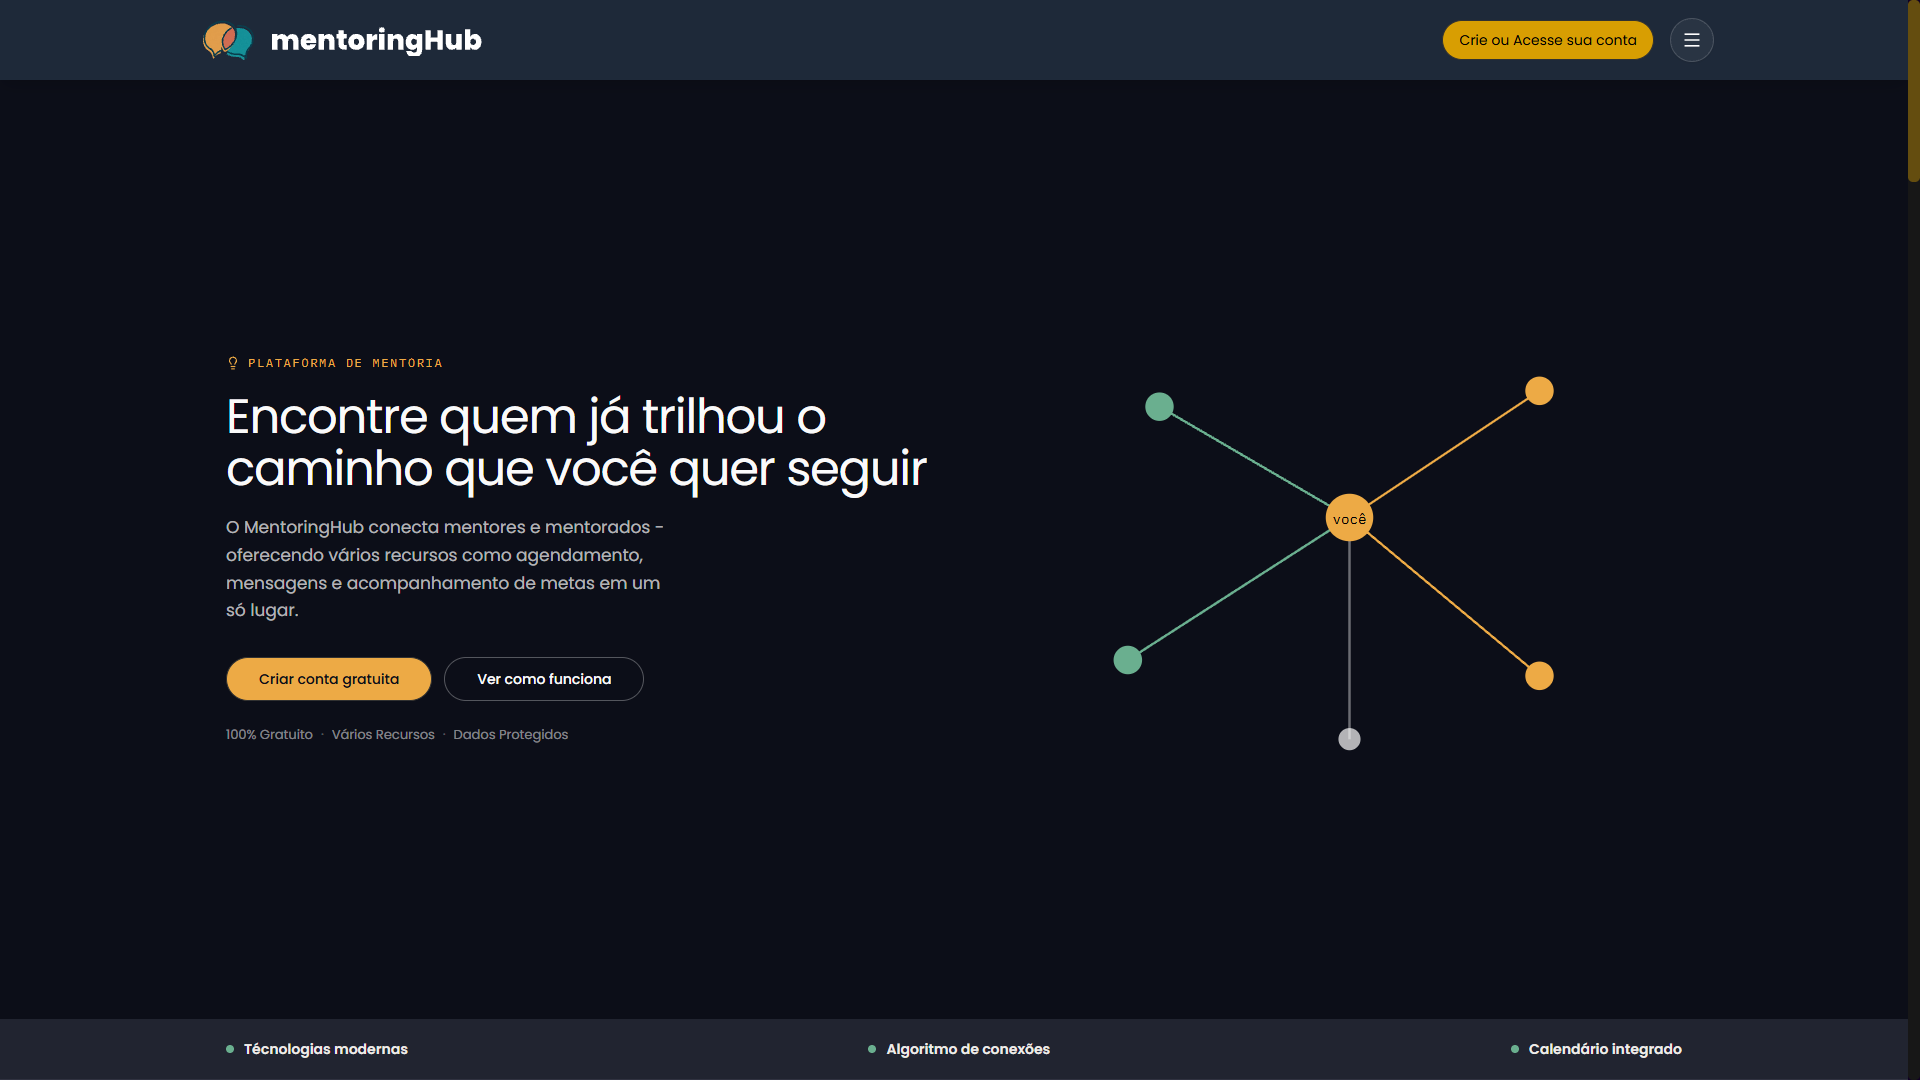 mentoringHub
Crie ou Acesse sua conta
PLATAFORMA DE MENTORIA
Encontre quem já trilhou o
caminho que você quer seguir
O MentoringHub conecta mentores e mentorados -
oferecendo vários recursos como agendamento,
mensagens e acompanhamento de metas em um
só lugar.
Criar conta gratuita
Ver como funciona
100% Gratuito · Vários Recursos · Dados Protegidos
você
Técnologias modernas
Algoritmo de conexões
Calendário integrado